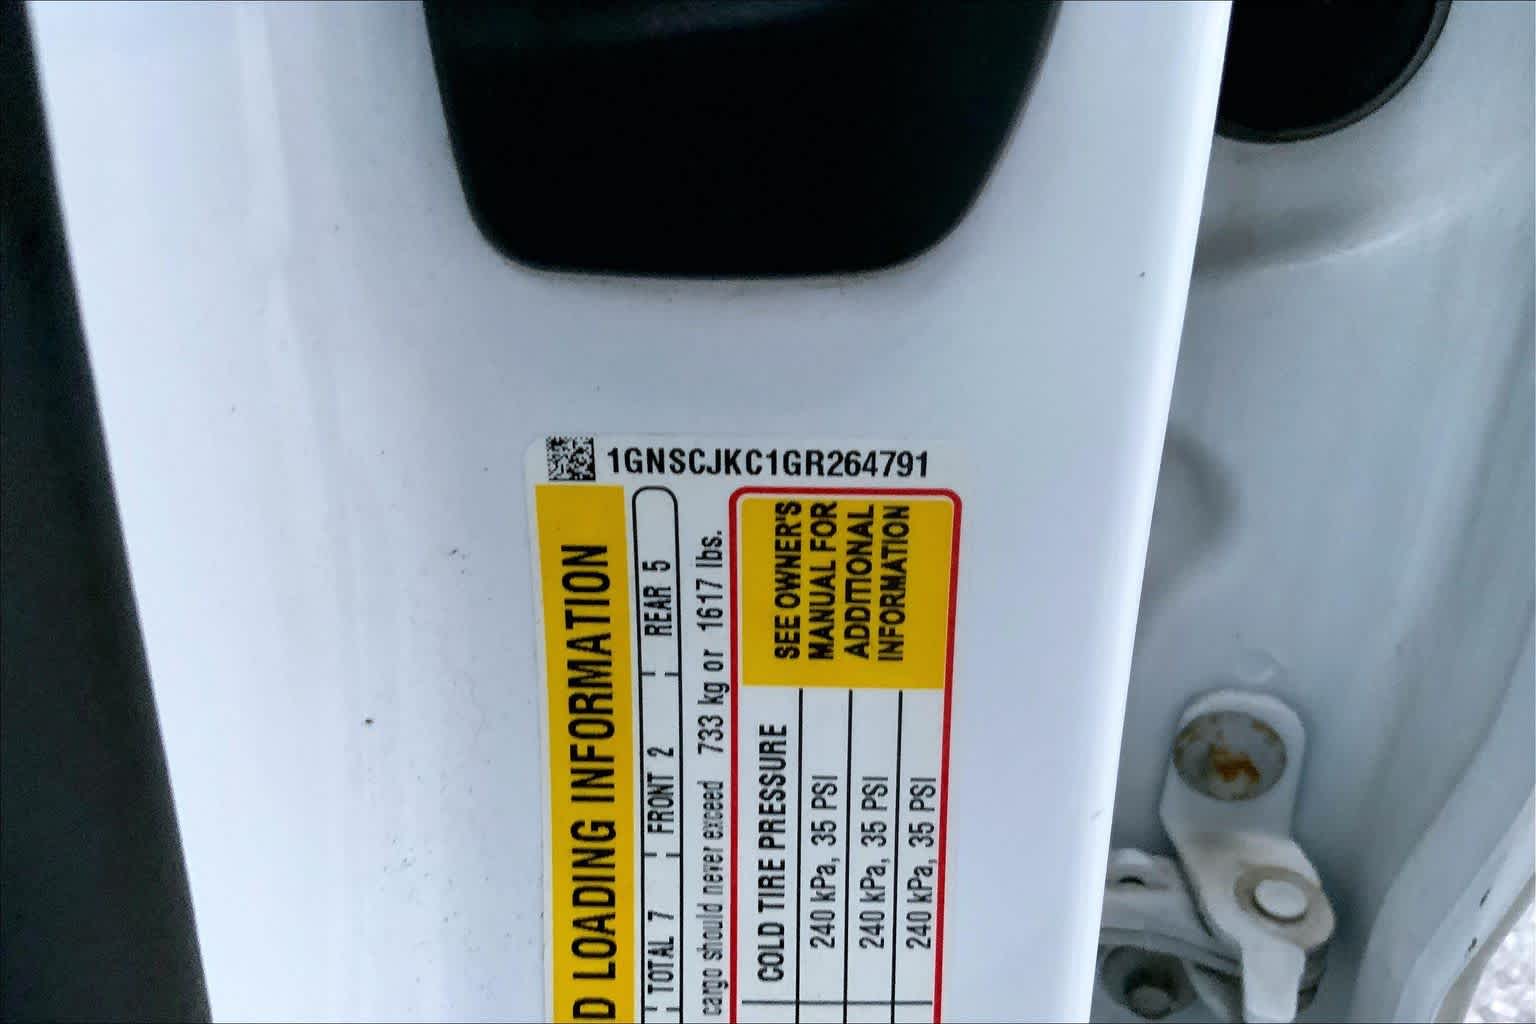 1GNSCJKC1GR264791
D LOADING INFORMATION
TOTAL 7 FRONT 2 REAR 5
cargo should never exceed 733 kg or 1617 lbs.
COLD TIRE PRESSURE
SEE OWNER'S
MANUAL FOR
ADDITIONAL
INFORMATION
240 kPa, 35 PSI
240 kPa, 35 PSI
240 kPa, 35 PSI